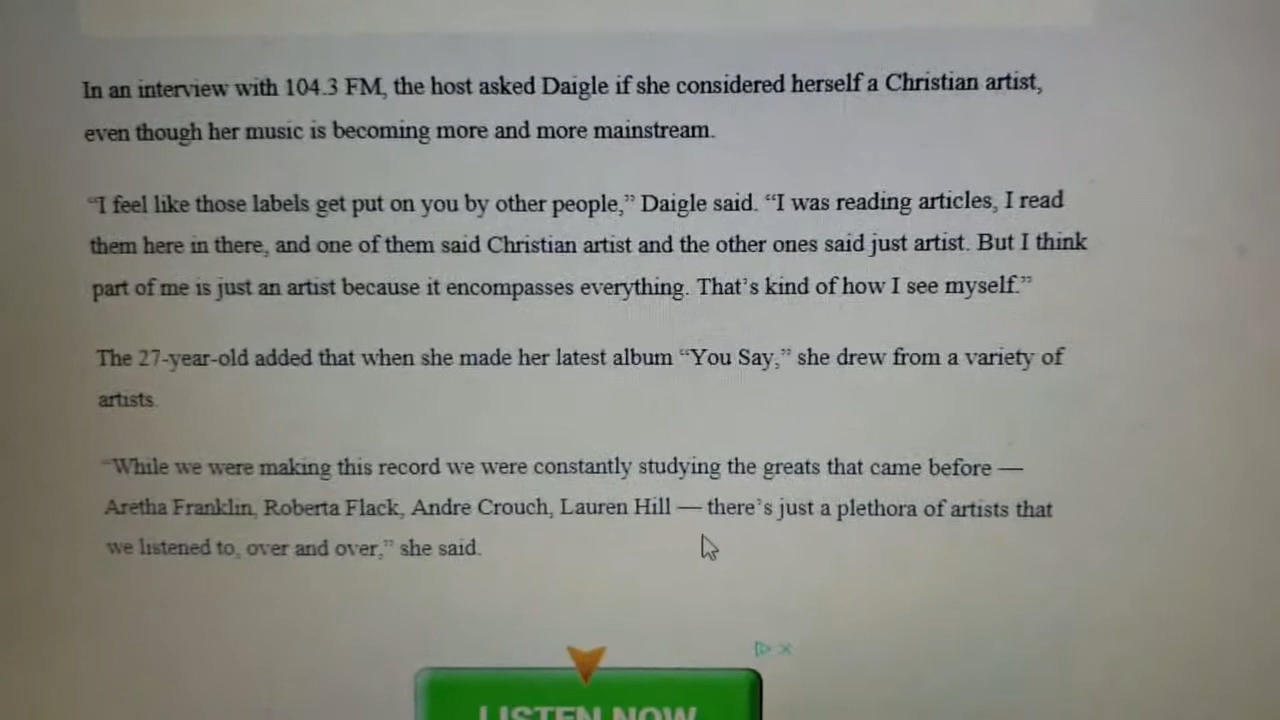 In an interview with 104.3 FM, the host asked Daigle if she considered herself a Christian artist,
even though her music is becoming more and more mainstream.
“I feel like those labels get put on you by other people,” Daigle said. “I was reading articles, I read
them here in there, and one of them said Christian artist and the other ones said just artist. But I think
part of me is just an artist because it encompasses everything. That’s kind of how I see myself.”
The 27-year-old added that when she made her latest album “You Say,” she drew from a variety of
artists.
“While we were making this record we were constantly studying the greats that came before —
Aretha Franklin, Roberta Flack, Andre Crouch, Lauren Hill — there’s just a plethora of artists that
we listened to, over and over,” she said.
LISTEN NOW